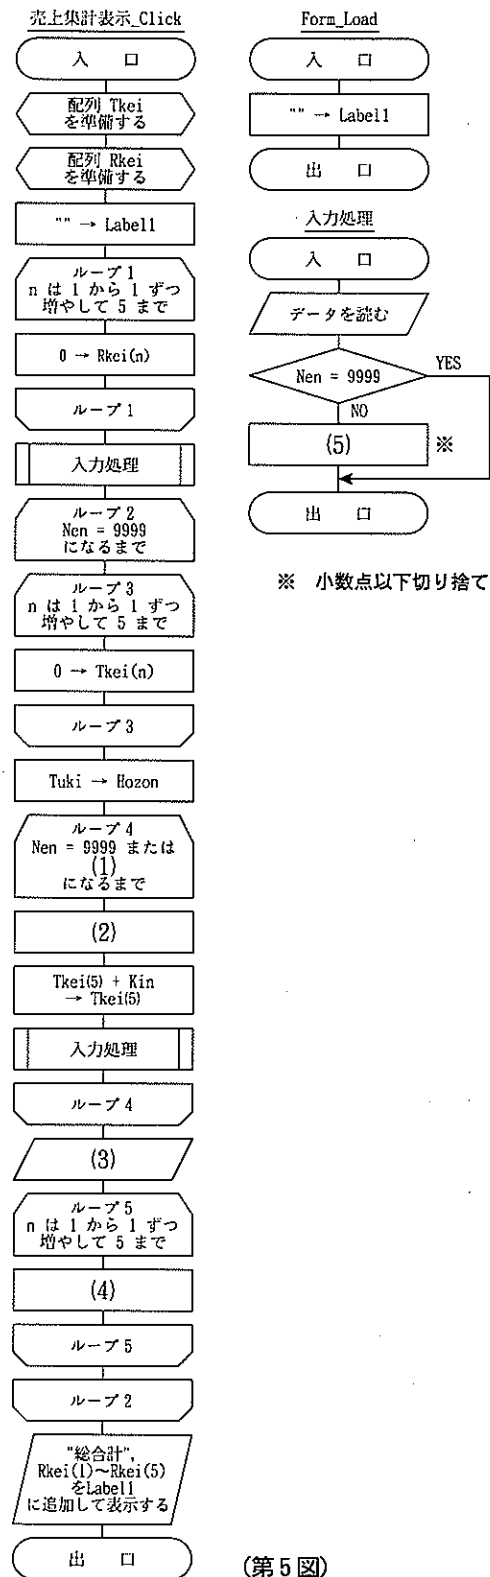 売上集計表示_Click
入 口
配列 Tkei
を準備する
配列 Rkei
を準備する
"" → Label1
ループ1
n は 1 から 1 ずつ
増やして 5 まで
0 → Rkei(n)
ループ1
入力処理
ループ2
Nen = 9999
になるまで
ループ3
n は 1 から 1 ずつ
増やして 5 まで
0 → Tkei(n)
ループ3
Tuki → Hozon
ループ4
Nen = 9999 または
(1)
になるまで
(2)
Tkei(5) + Kin
→ Tkei(5)
入力処理
ループ4
(3)
ループ5
n は 1 から 1 ずつ
増やして 5 まで
(4)
ループ5
ループ2
"総合計",
Rkei(1)~Rkei(5)
をLabel1
に追加して表示する
出 口
Form_Load
入 口
"" → Label1
出 口
入力処理
入 口
データを読む
Nen = 9999
YES
NO
(5)
※
出 口
※ 小数点以下切り捨て
(第5図)